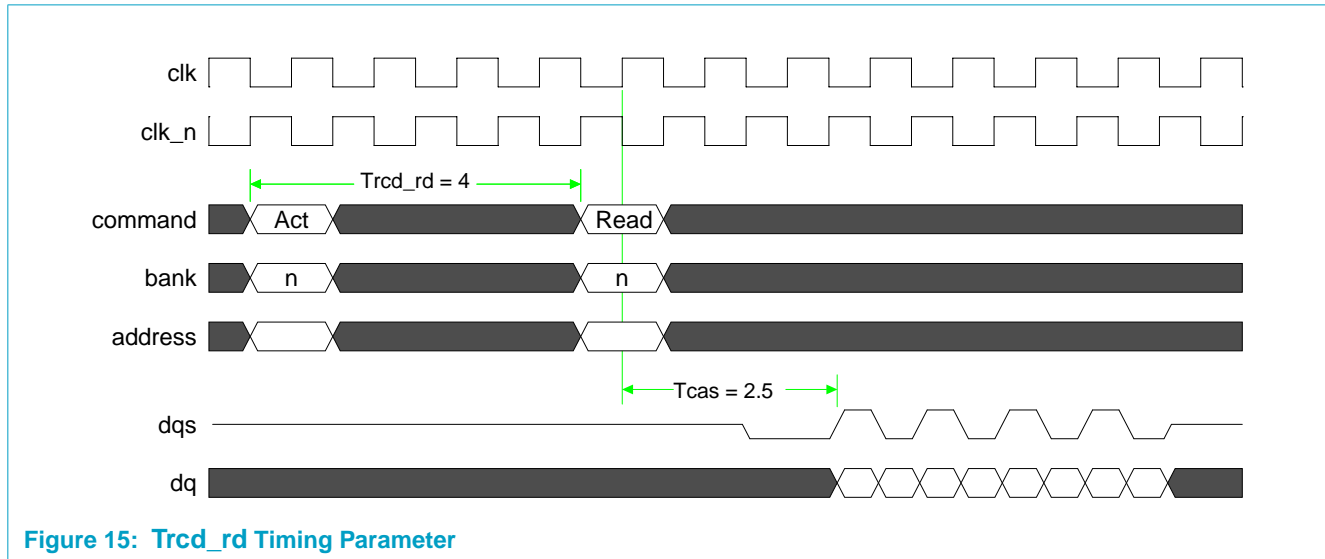 clk
clk_n
Trcd_rd = 4
command Act Read
bank n n
address
Tcas = 2.5
dqs
dq
Figure 15: Trcd_rd Timing Parameter